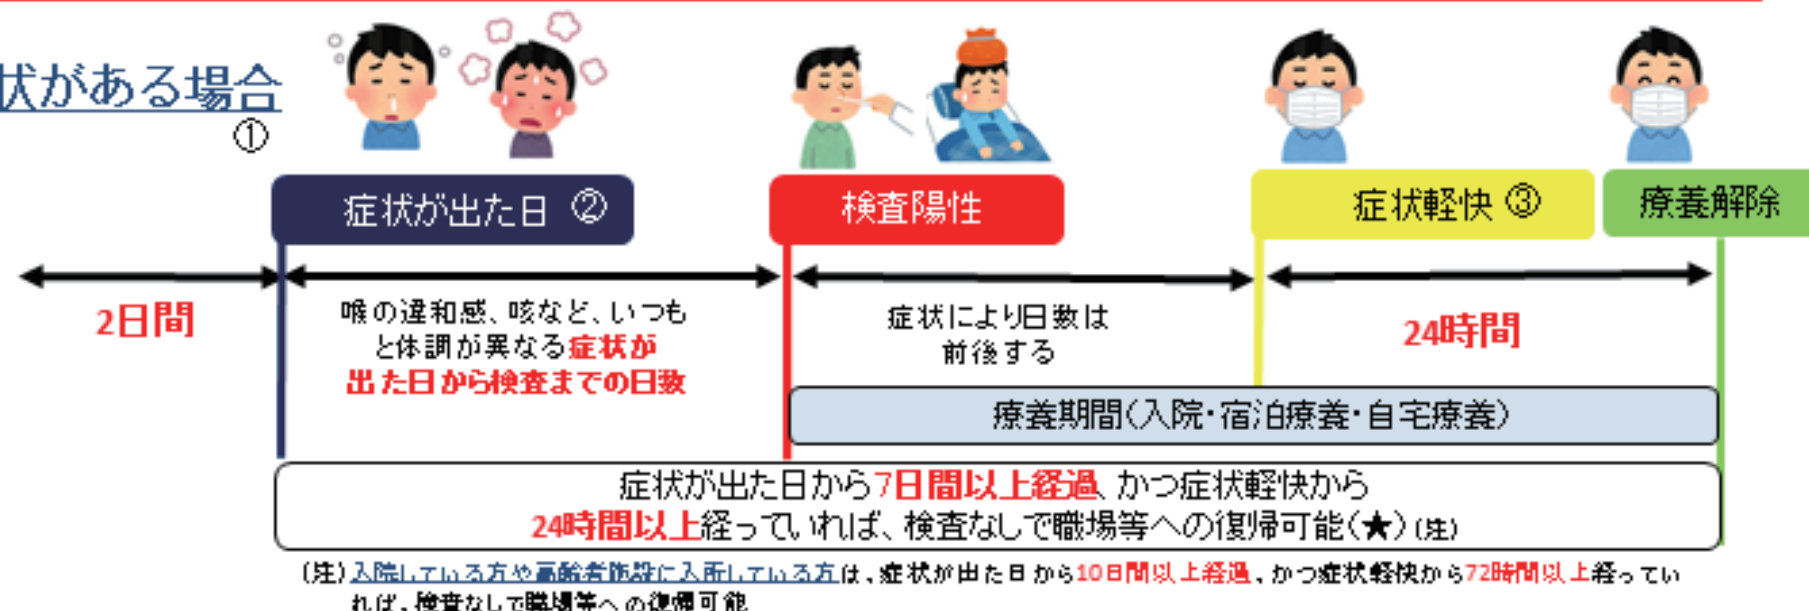 状がある場合
①
症状が出た日 ②
検査陽性
症状軽快 ③
療養解除
2日間
喉の違和感、咳など、いつも
と体調が異なる症状が
出た日から検査までの日数
症状により日数は
前後する
24時間
療養期間(入院・宿泊療養・自宅療養)
症状が出た日から7日間以上経過、かつ症状軽快から
24時間以上経っていれば、検査なしで職場等への復帰可能(★)(注)
(注)入院している方や高齢者施設に入所している方は、症状が出た日から10日間以上経過、かつ症状軽快から72時間以上経ってい
れば、検査なしで職場等への復帰可能